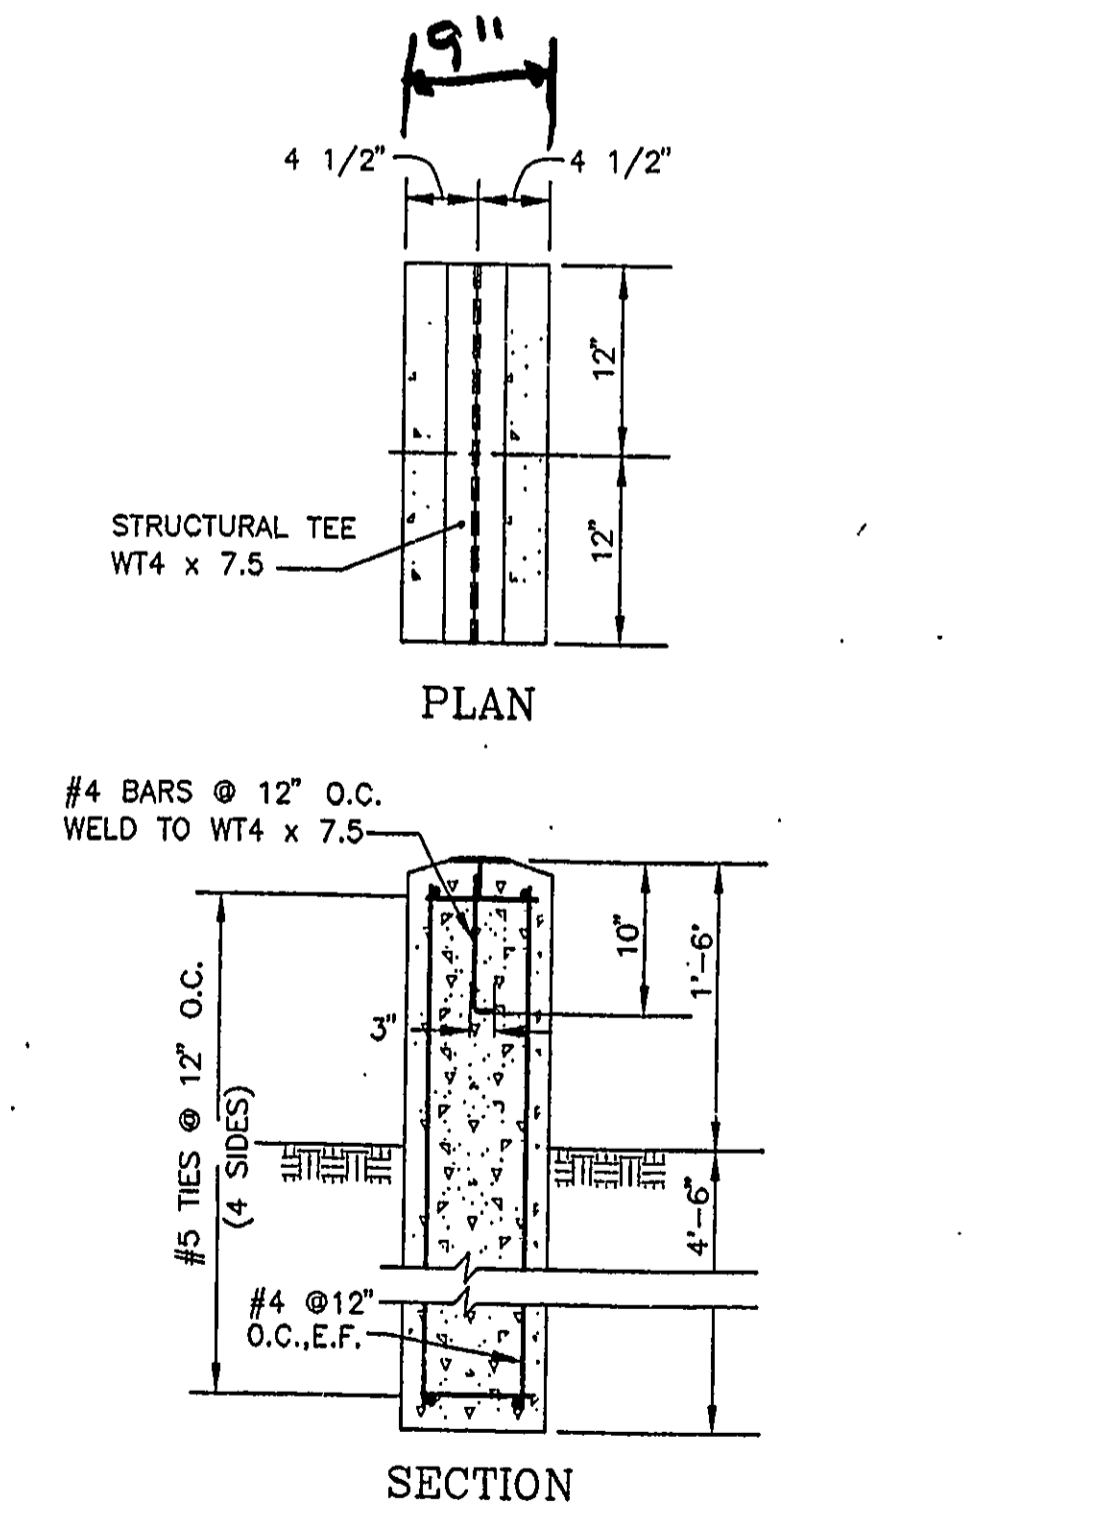 9"
4 1/2" 4 1/2"
12"
12"
STRUCTURAL TEE
WT4 x 7.5
PLAN
#4 BARS @ 12" O.C.
WELD TO WT4 x 7.5
10"
1'-6"
3"
#5 TIES @ 12" O.C.
(4 SIDES)
4'-6"
#4 @12"
O.C.,E.F.
SECTION